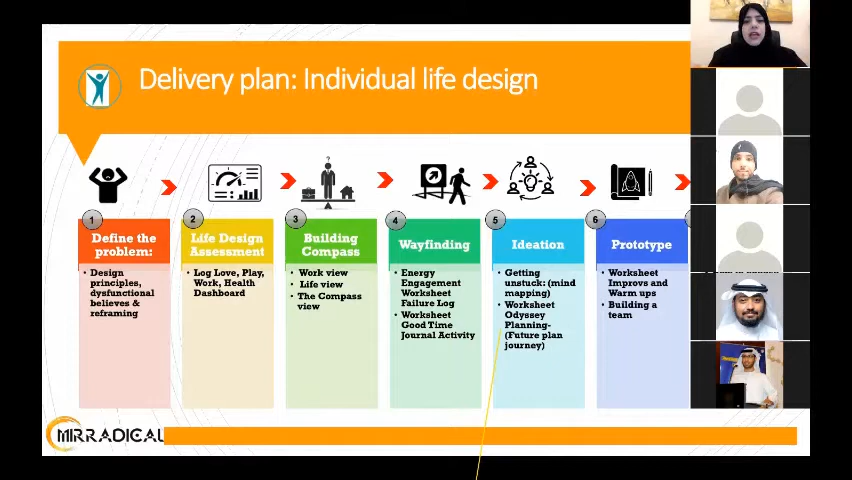 Delivery plan: Individual life design
?
1
2
3
4
5
6
Define the
problem:
Life Design
Assessment
Building
Compass
Wayfinding
Ideation
Prototype
• Design
principles,
dysfunctional
believes &
reframing
• Log Love, Play,
Work, Health
Dashboard
• Work view
• Life view
• The Compass
view
• Energy
Engagement
Worksheet
Failure Log
• Worksheet
Good Time
Journal Activity
• Getting
unstuck: (mind
mapping)
• Worksheet
Odyssey
Planning-
(Future plan
journey)
• Worksheet
Improvs and
Warm ups
• Building a
team
MIRRADICAL